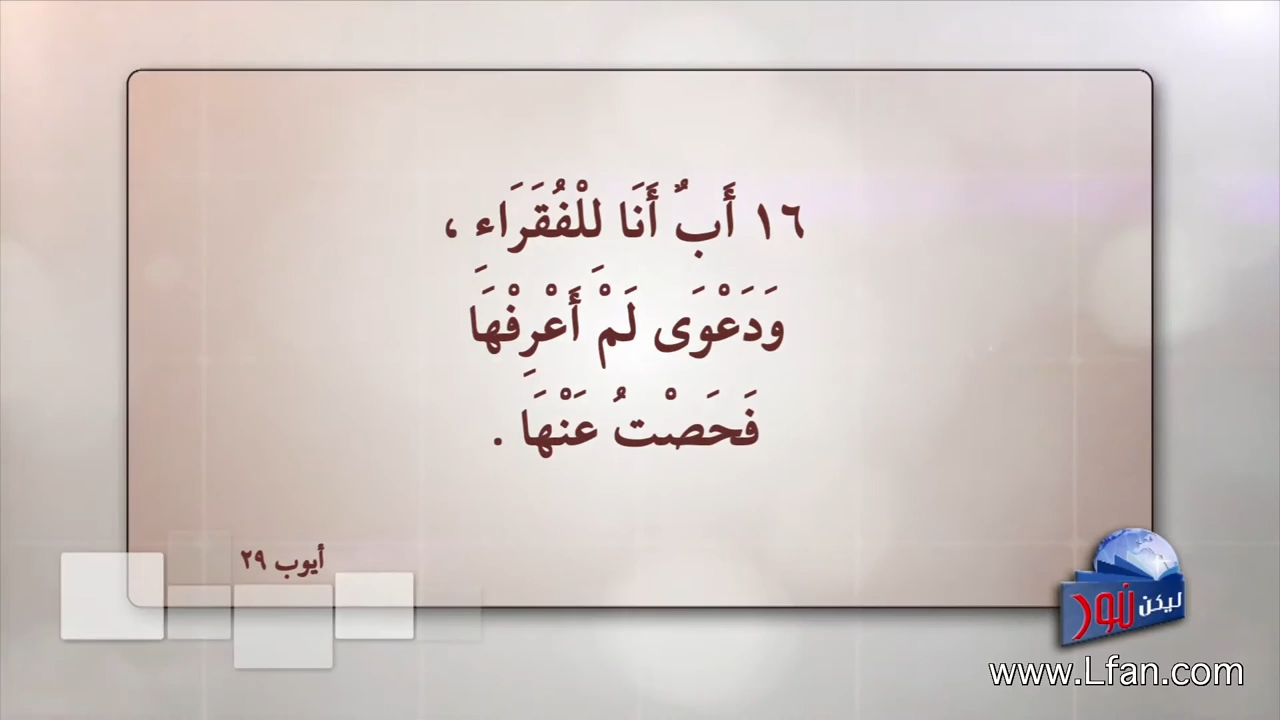 ١٦ أَبٌ أَنَا لِلْفُقَرَاءِ ،
وَدَعْوَى لَمْ أَعْرِفْهَا
فَحَصْتُ عَنْهَا .
أيوب ٢٩
ليكن نور
www.Lfan.com